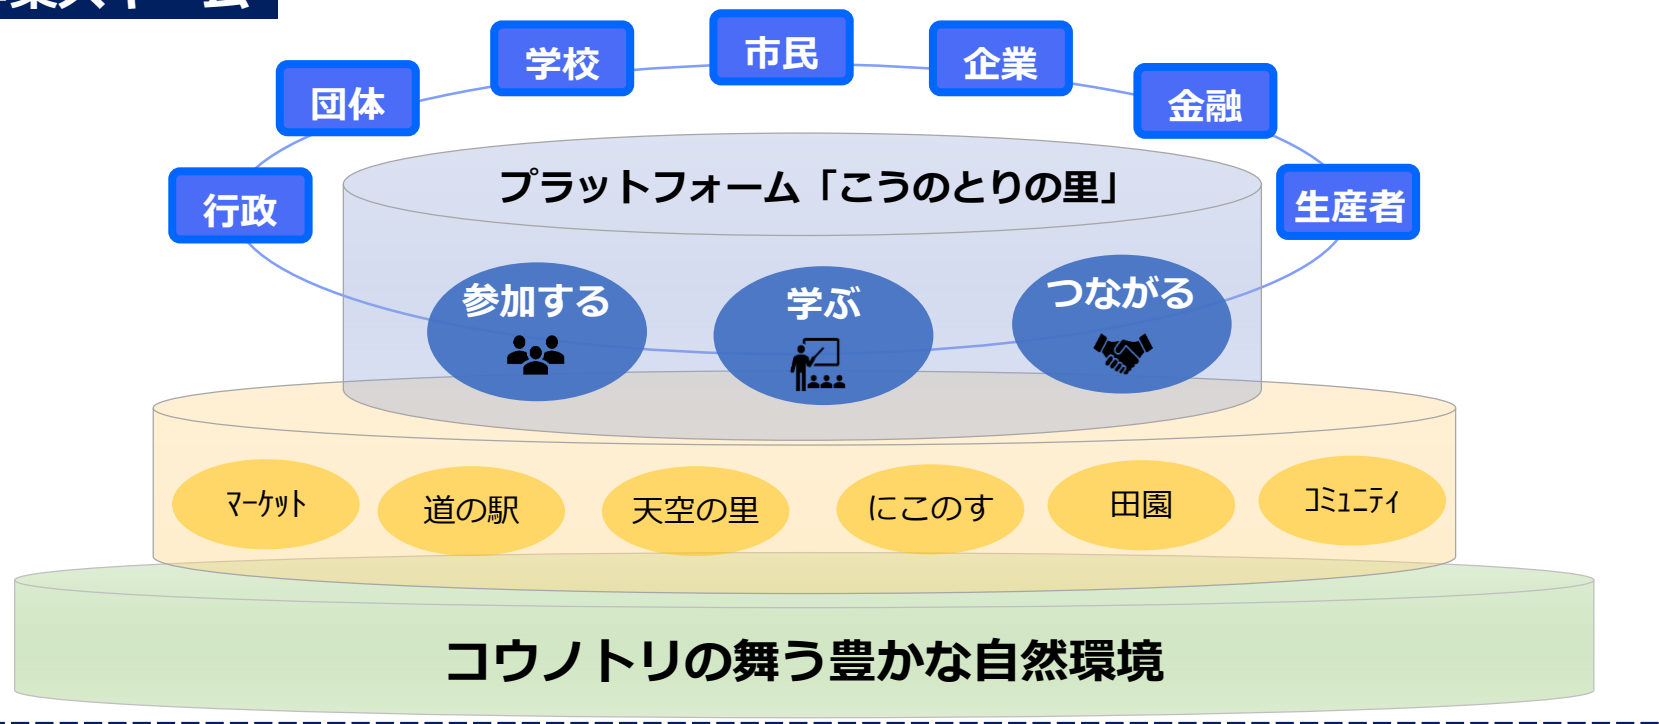 市民
学校
企業
団体
金融
行政
生産者
プラットフォーム「こうのとりの里」
参加する
学ぶ
つながる
ﾏｰｹｯﾄ
道の駅
天空の里
にこのす
田園
ｺﾐｭﾆﾃｨ
コウノトリの舞う豊かな自然環境